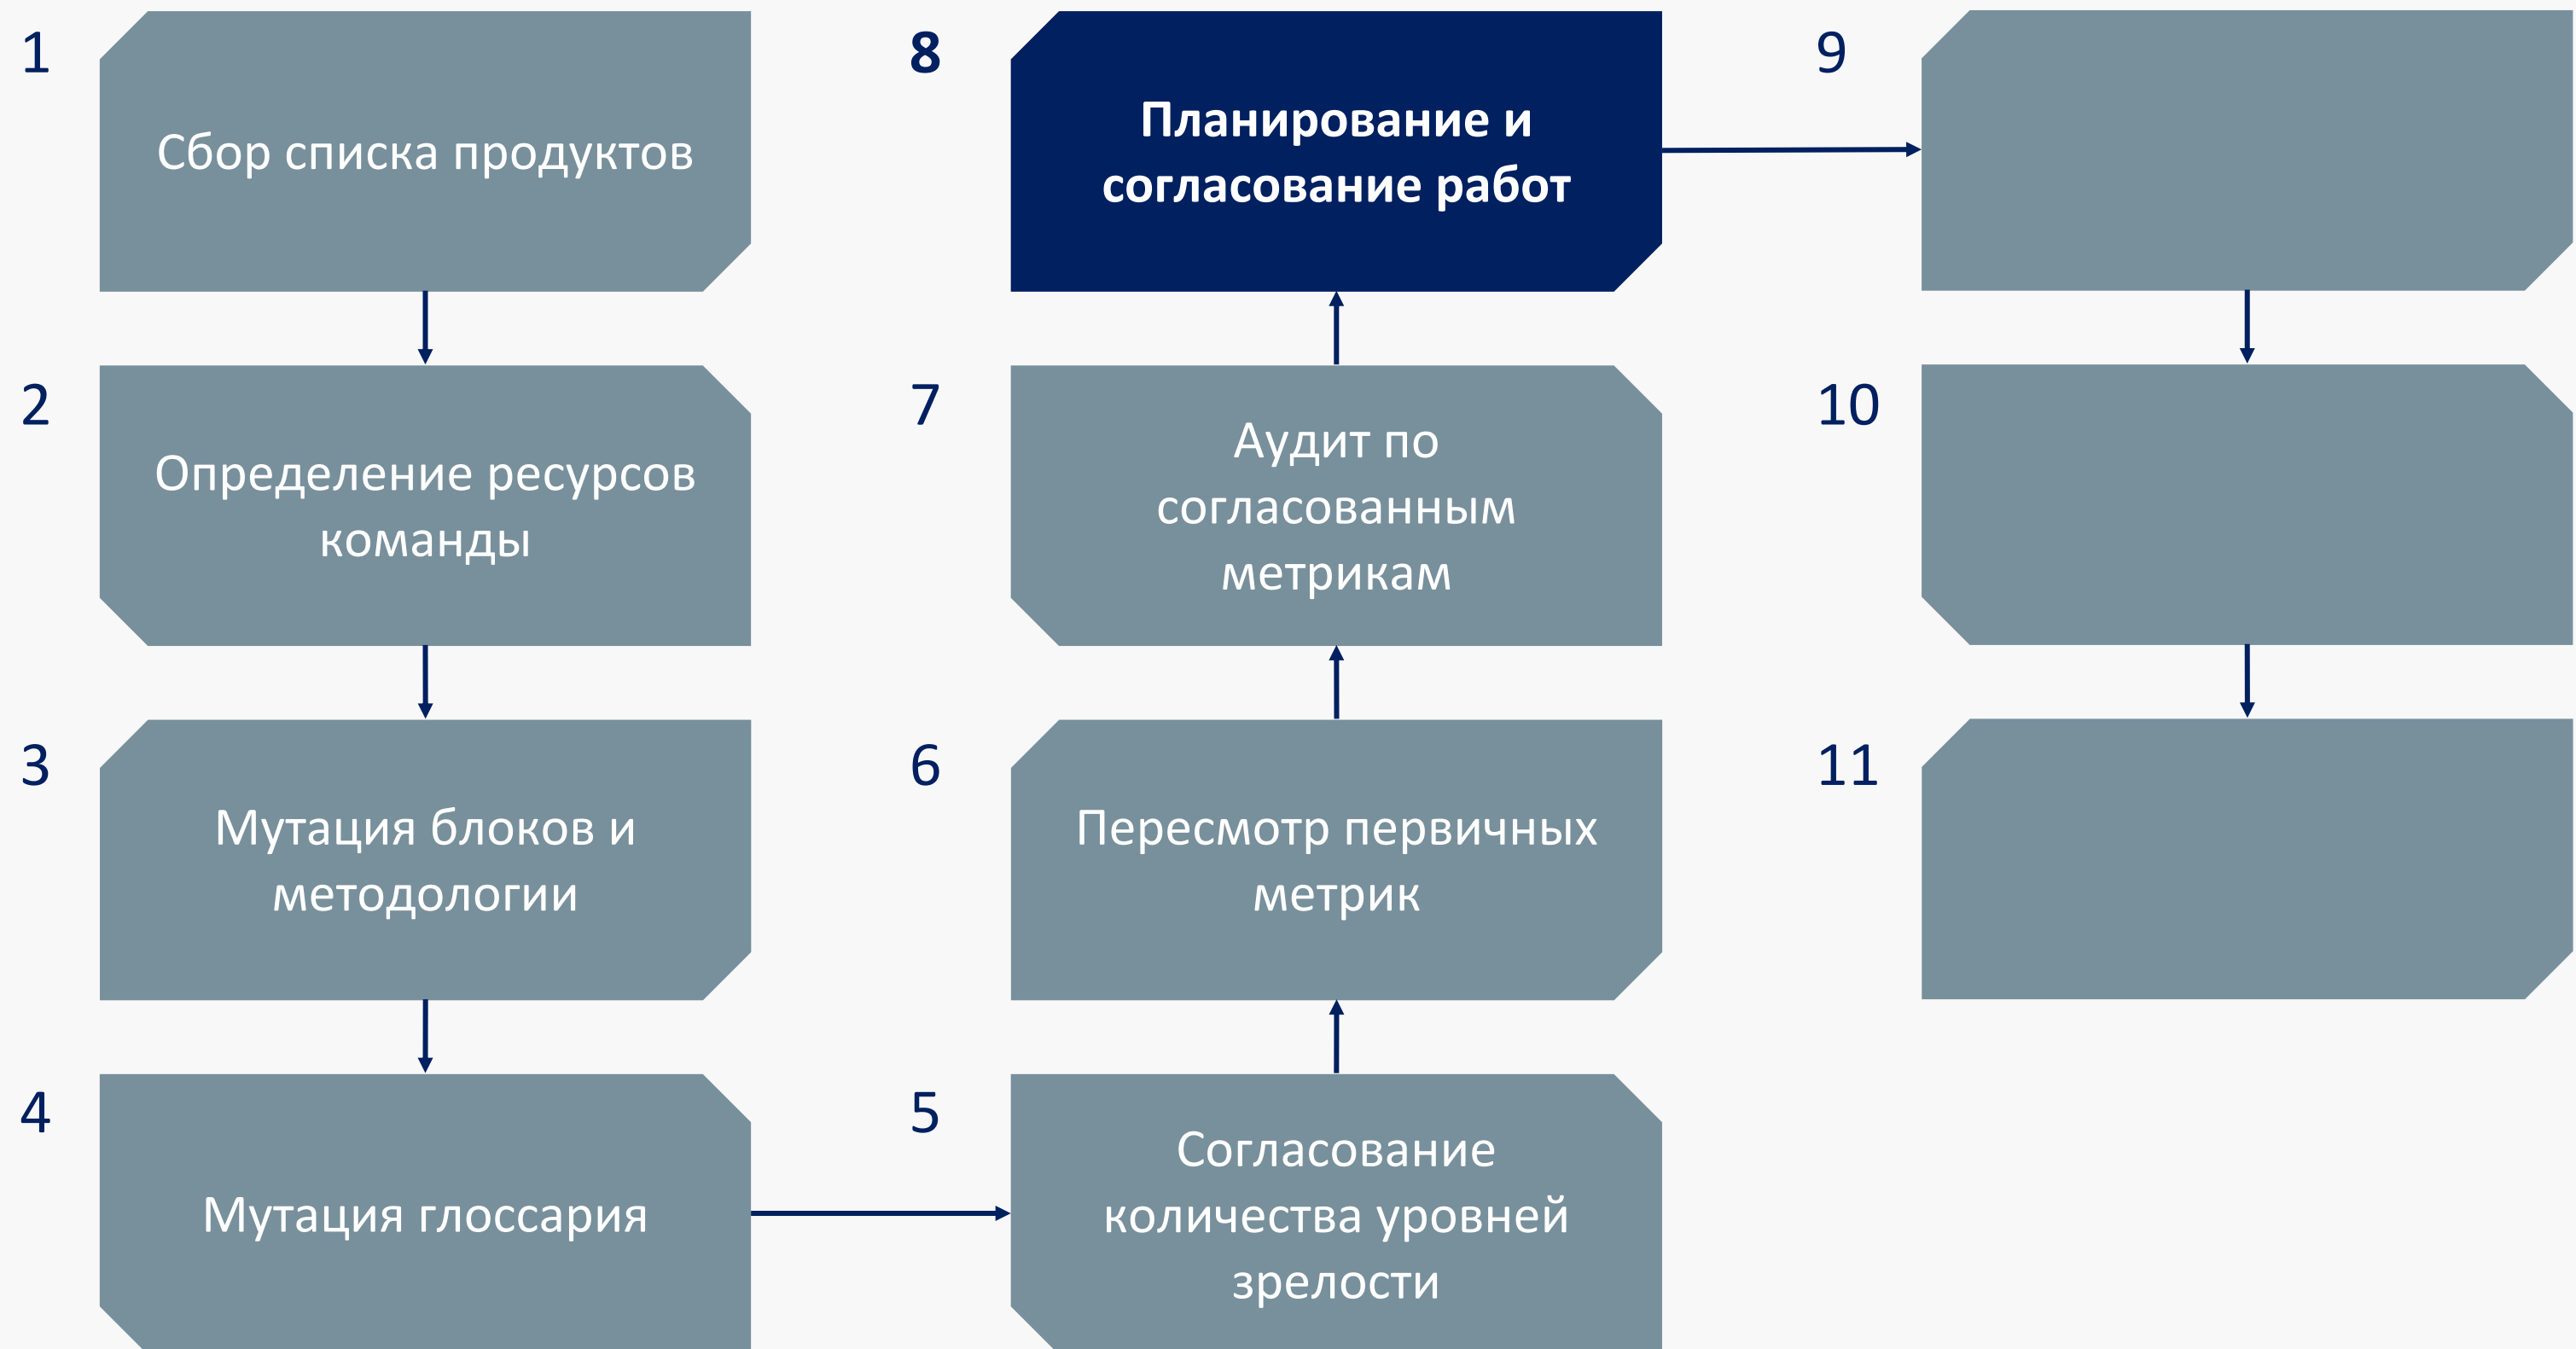 1
Сбор списка продуктов
2
Определение ресурсов
команды
3
Мутация блоков и
методологии
4
Мутация глоссария
5
Согласование
количества уровней
зрелости
6
Пересмотр первичных
метрик
7
Аудит по
согласованным
метрикам
8
Планирование и
согласование работ
9
10
11